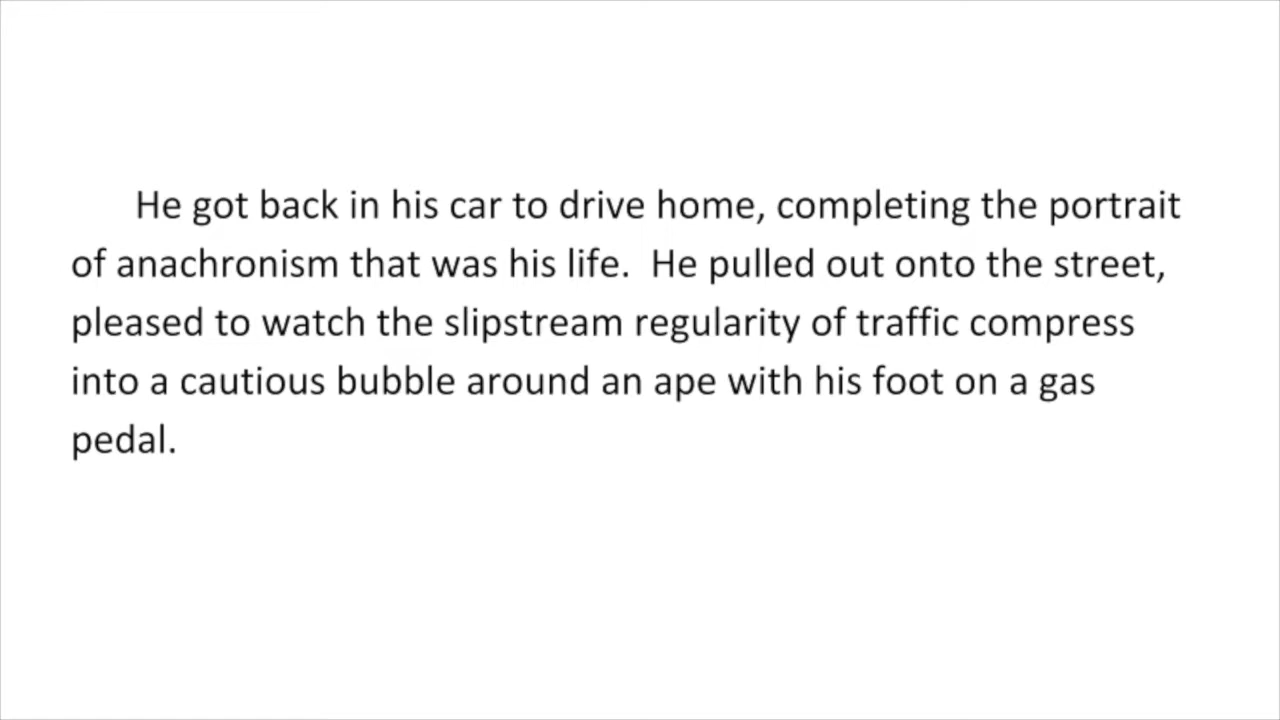 He got back in his car to drive home, completing the portrait
of anachronism that was his life.  He pulled out onto the street,
pleased to watch the slipstream regularity of traffic compress
into a cautious bubble around an ape with his foot on a gas
pedal.